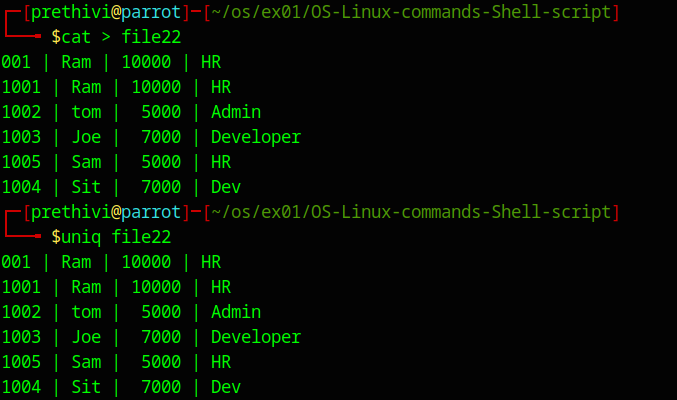 ┌─[prethivi@parrot]─[~/os/ex01/OS-Linux-commands-Shell-script]
└──╼ $cat > file22
001 | Ram | 10000 | HR
1001 | Ram | 10000 | HR
1002 | tom |  5000 | Admin
1003 | Joe |  7000 | Developer
1005 | Sam |  5000 | HR
1004 | Sit |  7000 | Dev
┌─[prethivi@parrot]─[~/os/ex01/OS-Linux-commands-Shell-script]
└──╼ $uniq file22
001 | Ram | 10000 | HR
1001 | Ram | 10000 | HR
1002 | tom |  5000 | Admin
1003 | Joe |  7000 | Developer
1005 | Sam |  5000 | HR
1004 | Sit |  7000 | Dev